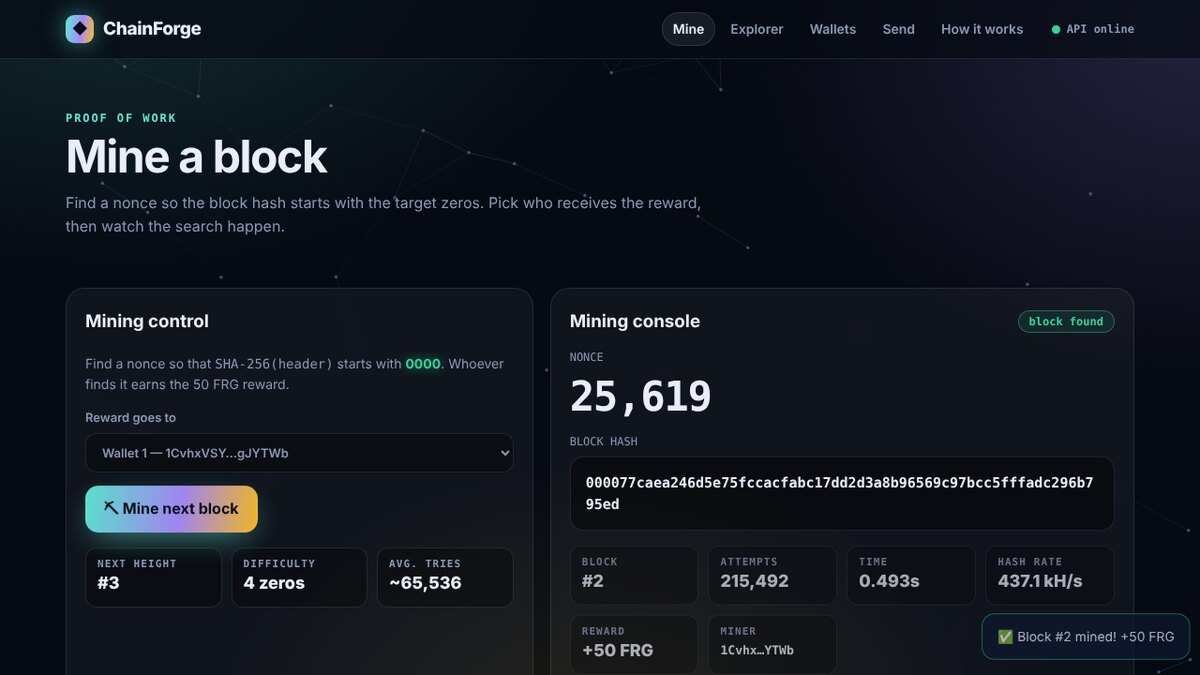 ChainForge
Mine
Explorer
Wallets
Send
How it works
API online
PROOF OF WORK
Mine a block
Find a nonce so the block hash starts with the target zeros. Pick who receives the reward,
then watch the search happen.
Mining control
Find a nonce so that SHA-256(header) starts with 0000. Whoever
finds it earns the 50 FRG reward.
Reward goes to
Wallet 1 — 1CvhxVSY...gJYTWb
⛏ Mine next block
NEXT HEIGHT
#3
DIFFICULTY
4 zeros
AVG. TRIES
~65,536
Mining console
block found
NONCE
25,619
BLOCK HASH
000077caea246d5e75fccacfabc17dd2d3a8b96569c97bcc5fffadc296b7
95ed
BLOCK
#2
ATTEMPTS
215,492
TIME
0.493s
HASH RATE
437.1 kH/s
REWARD
+50 FRG
MINER
1Cvhx…YTWb
✅ Block #2 mined! +50 FRG